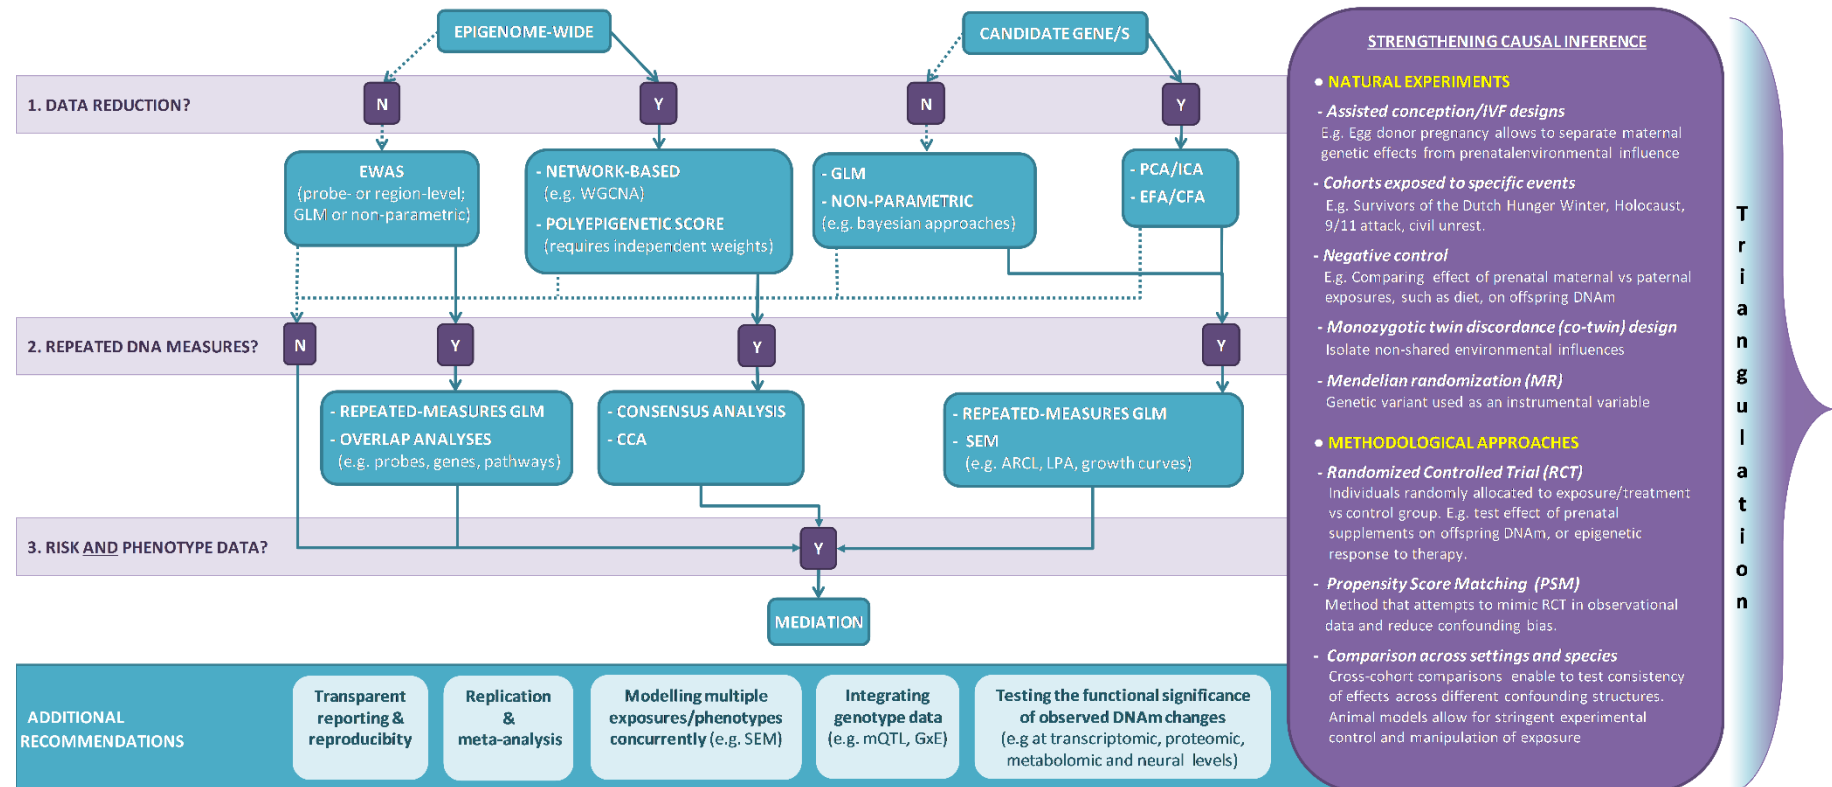 EPIGENOME-WIDE
CANDIDATE GENE/S
1. DATA REDUCTION?
N
Y
N
Y
EWAS
(probe- or region-level;
GLM or non-parametric)
- NETWORK-BASED
(e.g. WGCNA)
- POLYEPIGENETIC SCORE
(requires independent weights)
- GLM
- NON-PARAMETRIC
(e.g. bayesian approaches)
- PCA/ICA
- EFA/CFA
2. REPEATED DNA MEASURES?
N
Y
Y
Y
- REPEATED-MEASURES GLM
- OVERLAP ANALYSES
(e.g. probes, genes, pathways)
- CONSENSUS ANALYSIS
- CCA
- REPEATED-MEASURES GLM
- SEM
(e.g. ARCL, LPA, growth curves)
3. RISK AND PHENOTYPE DATA?
Y
MEDIATION
ADDITIONAL
RECOMMENDATIONS
Transparent
reporting &
reproducibity
Replication
&
meta-analysis
Modelling multiple
exposures/phenotypes
concurrently (e.g. SEM)
Integrating
genotype data
(e.g. mQTL, GxE)
Testing the functional significance
of observed DNAm changes
(e.g at transcriptomic, proteomic,
metabolomic and neural levels)
STRENGTHENING CAUSAL INFERENCE
• NATURAL EXPERIMENTS
- Assisted conception/IVF designs
E.g. Egg donor pregnancy allows to separate maternal
genetic effects from prenatalenvironmental influence
- Cohorts exposed to specific events
E.g. Survivors of the Dutch Hunger Winter, Holocaust,
9/11 attack, civil unrest.
- Negative control
E.g. Comparing effect of prenatal maternal vs paternal
exposures, such as diet, on offspring DNAm
- Monozygotic twin discordance (co-twin) design
Isolate non-shared environmental influences
- Mendelian randomization (MR)
Genetic variant used as an instrumental variable
• METHODOLOGICAL APPROACHES
- Randomized Controlled Trial (RCT)
Individuals randomly allocated to exposure/treatment
vs control group. E.g. test effect of prenatal
supplements on offspring DNAm, or epigenetic
response to therapy.
- Propensity Score Matching (PSM)
Method that attempts to mimic RCT in observational
data and reduce confounding bias.
- Comparison across settings and species
Cross-cohort comparisons enable to test consistency
of effects across different confounding structures.
Animal models allow for stringent experimental
control and manipulation of exposure
Triangulation